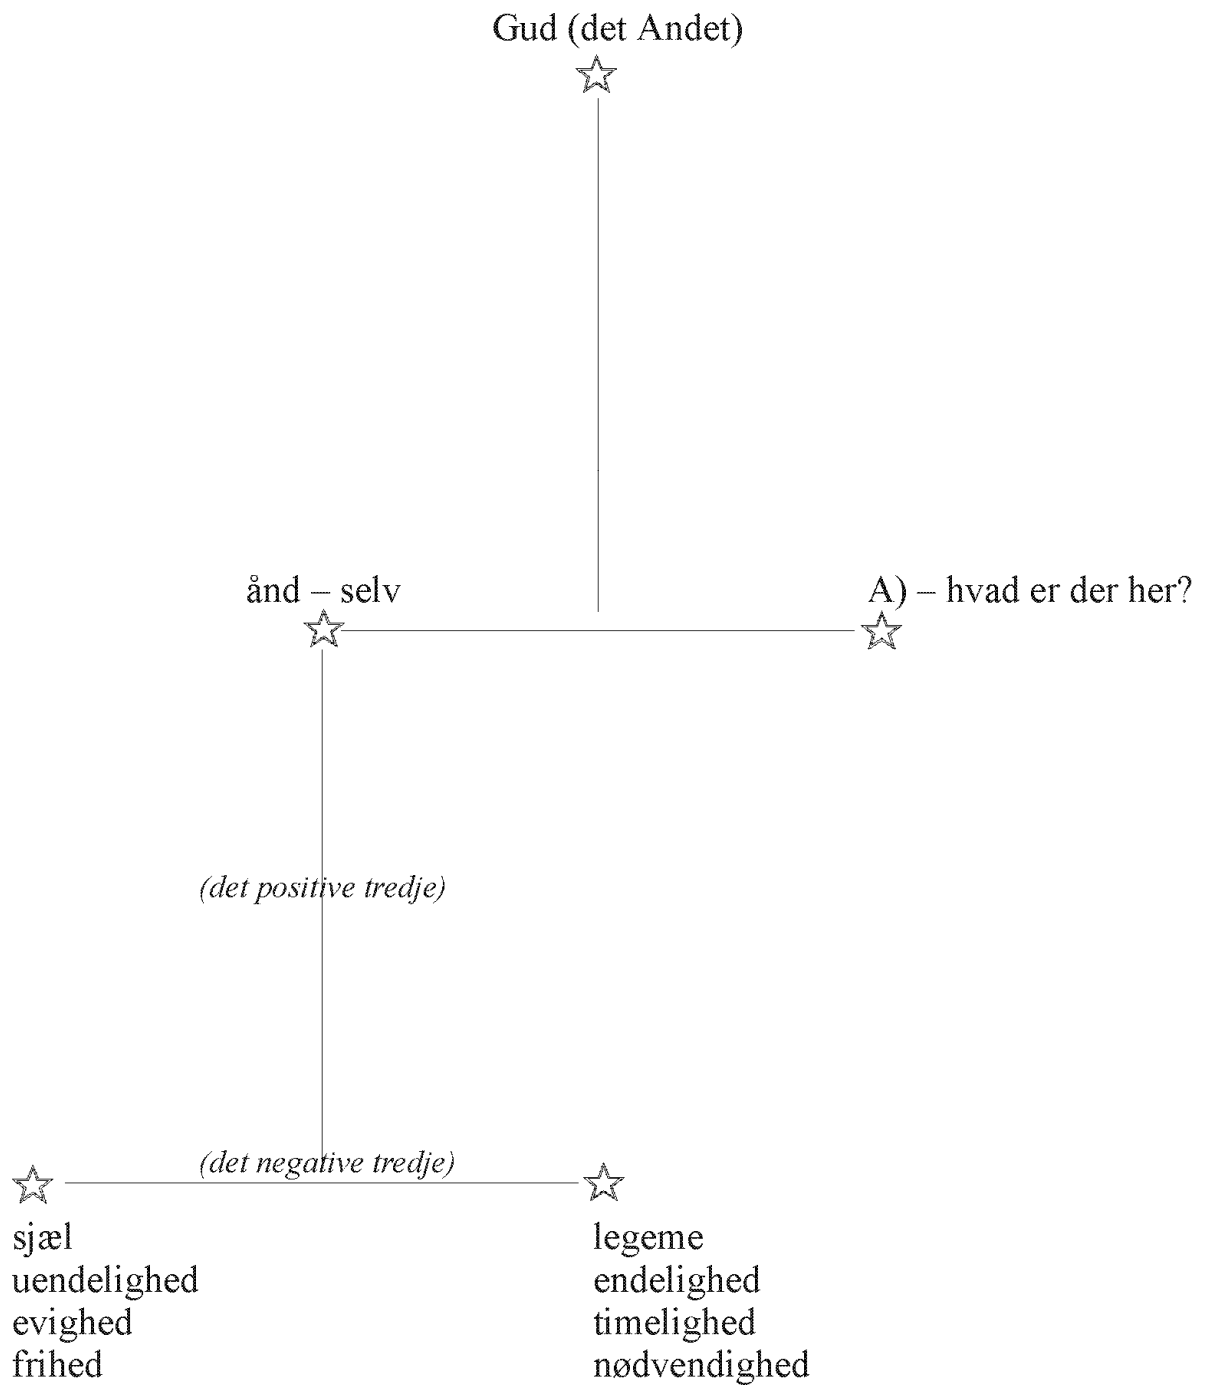 Gud (det Andet)
ånd – selv
A) – hvad er der her?
(det positive tredje)
(det negative tredje)
sjæl
uendelighed
evighed
frihed
legeme
endelighed
timelighed
nødvendighed